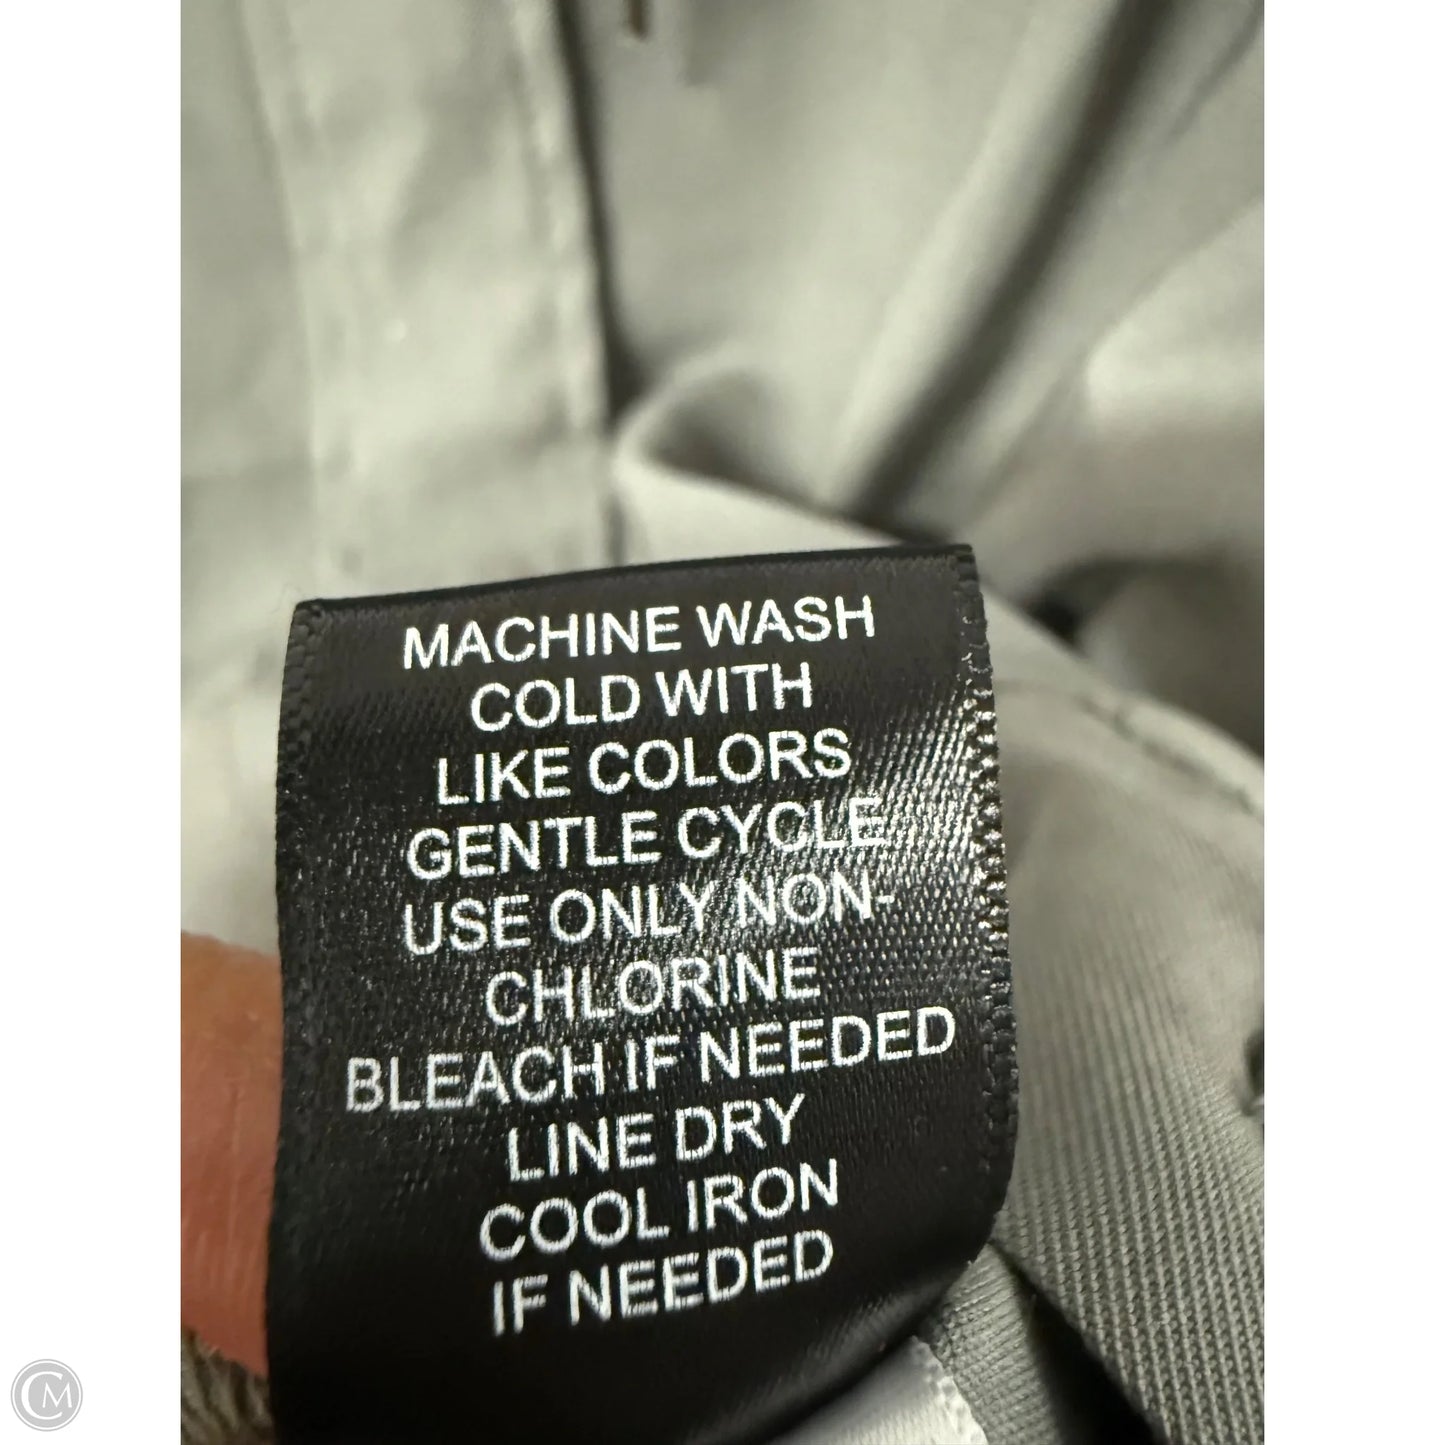 MACHINE WASH
COLD WITH
LIKE COLORS
GENTLE CYCLE
USE ONLY NON-
CHLORINE
BLEACH IF NEEDED
LINE DRY
COOL IRON
IF NEEDED
CM